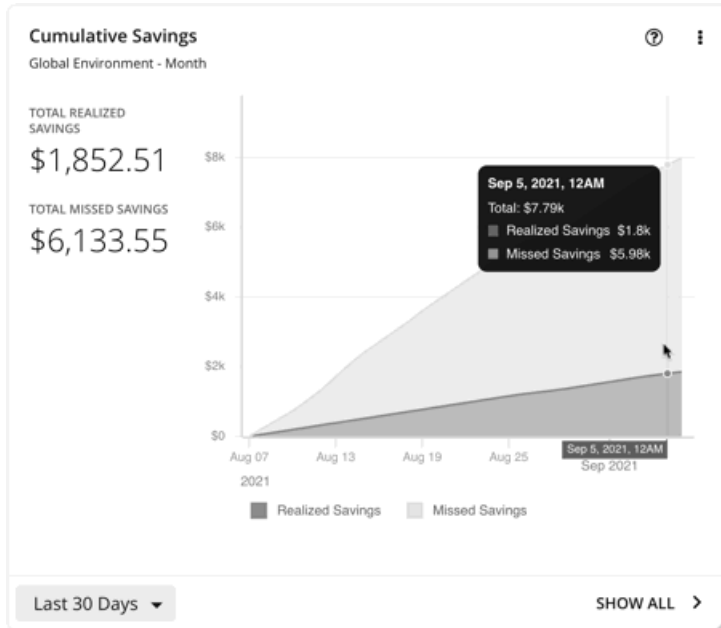 Cumulative Savings
Global Environment - Month
TOTAL REALIZED
SAVINGS
$1,852.51
TOTAL MISSED SAVINGS
$6,133.55
$8k
$6k
$4k
$2k
$0
Sep 5, 2021, 12AM
Total: $7.79k
Realized Savings $1.8k
Missed Savings $5.98k
Aug 07
Aug 13
Aug 19
Aug 25
Sep 5, 2021, 12AM
2021
Sep 2021
Realized Savings
Missed Savings
Last 30 Days
SHOW ALL